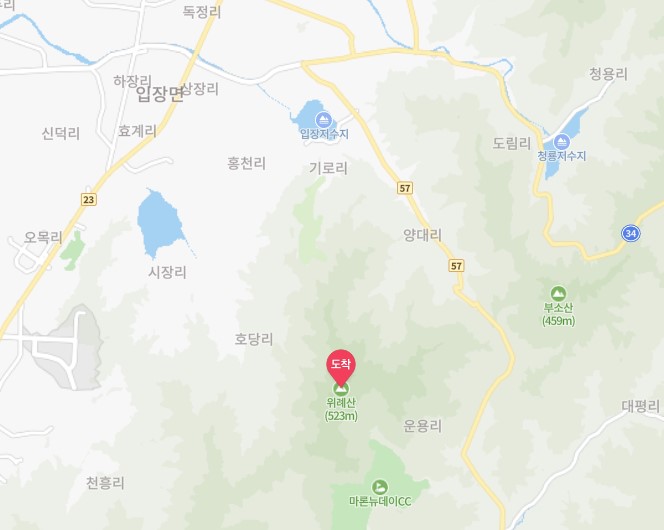 독정리
청용리
하장리
삼장리
입장면
신덕리
효계리
입장저수지
도림리
청룡저수지
홍천리
기로리
57
23
오목리
양대리
34
시장리
57
부소산
(459m)
호당리
도착
위례산
(523m)
대평리
운용리
천흥리
마론뉴데이CC